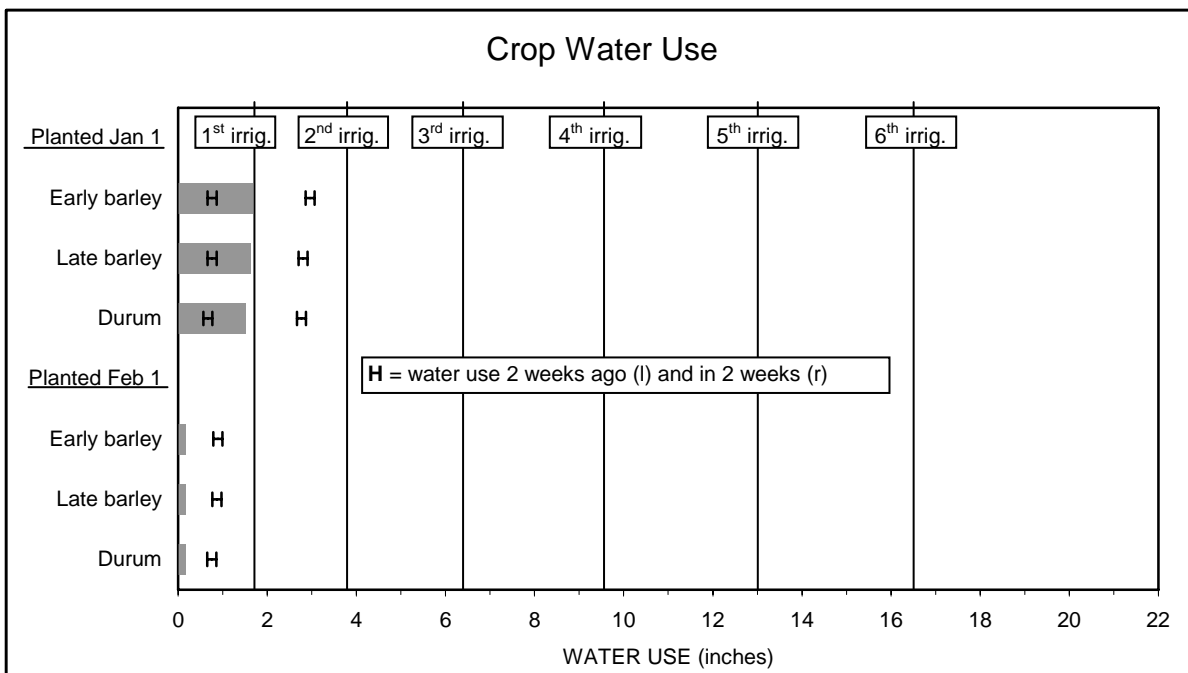 Crop Water Use
Planted Jan 1
1st irrig. 2nd irrig. 3rd irrig. 4th irrig. 5th irrig. 6th irrig.
Early barley H H
Late barley H H
Durum H H
Planted Feb 1
H = water use 2 weeks ago (l) and in 2 weeks (r)
Early barley H
Late barley H
Durum H
0 2 4 6 8 10 12 14 16 18 20 22
WATER USE (inches)